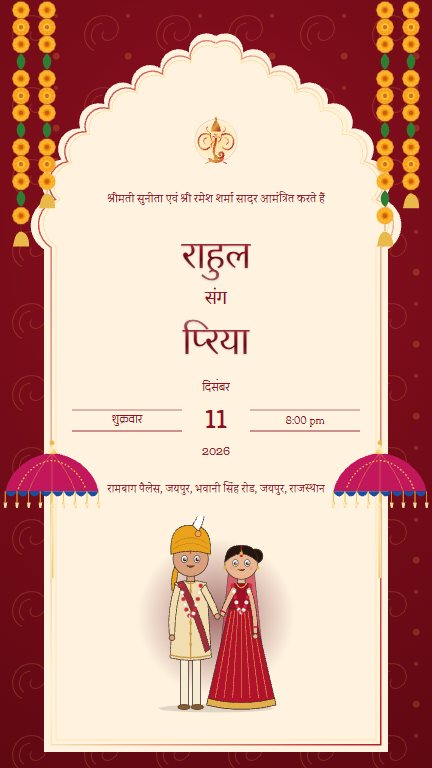 श्रीमती सुनीता एवं श्री रमेश शर्मा सादर आमंत्रित करते हैं
राहुल
संग
प्रिया
दिसंबर
शुक्रवार 11 8:00 pm
2026
रामबाग पैलेस, जयपुर, भवानी सिंह रोड, जयपुर, राजस्थान